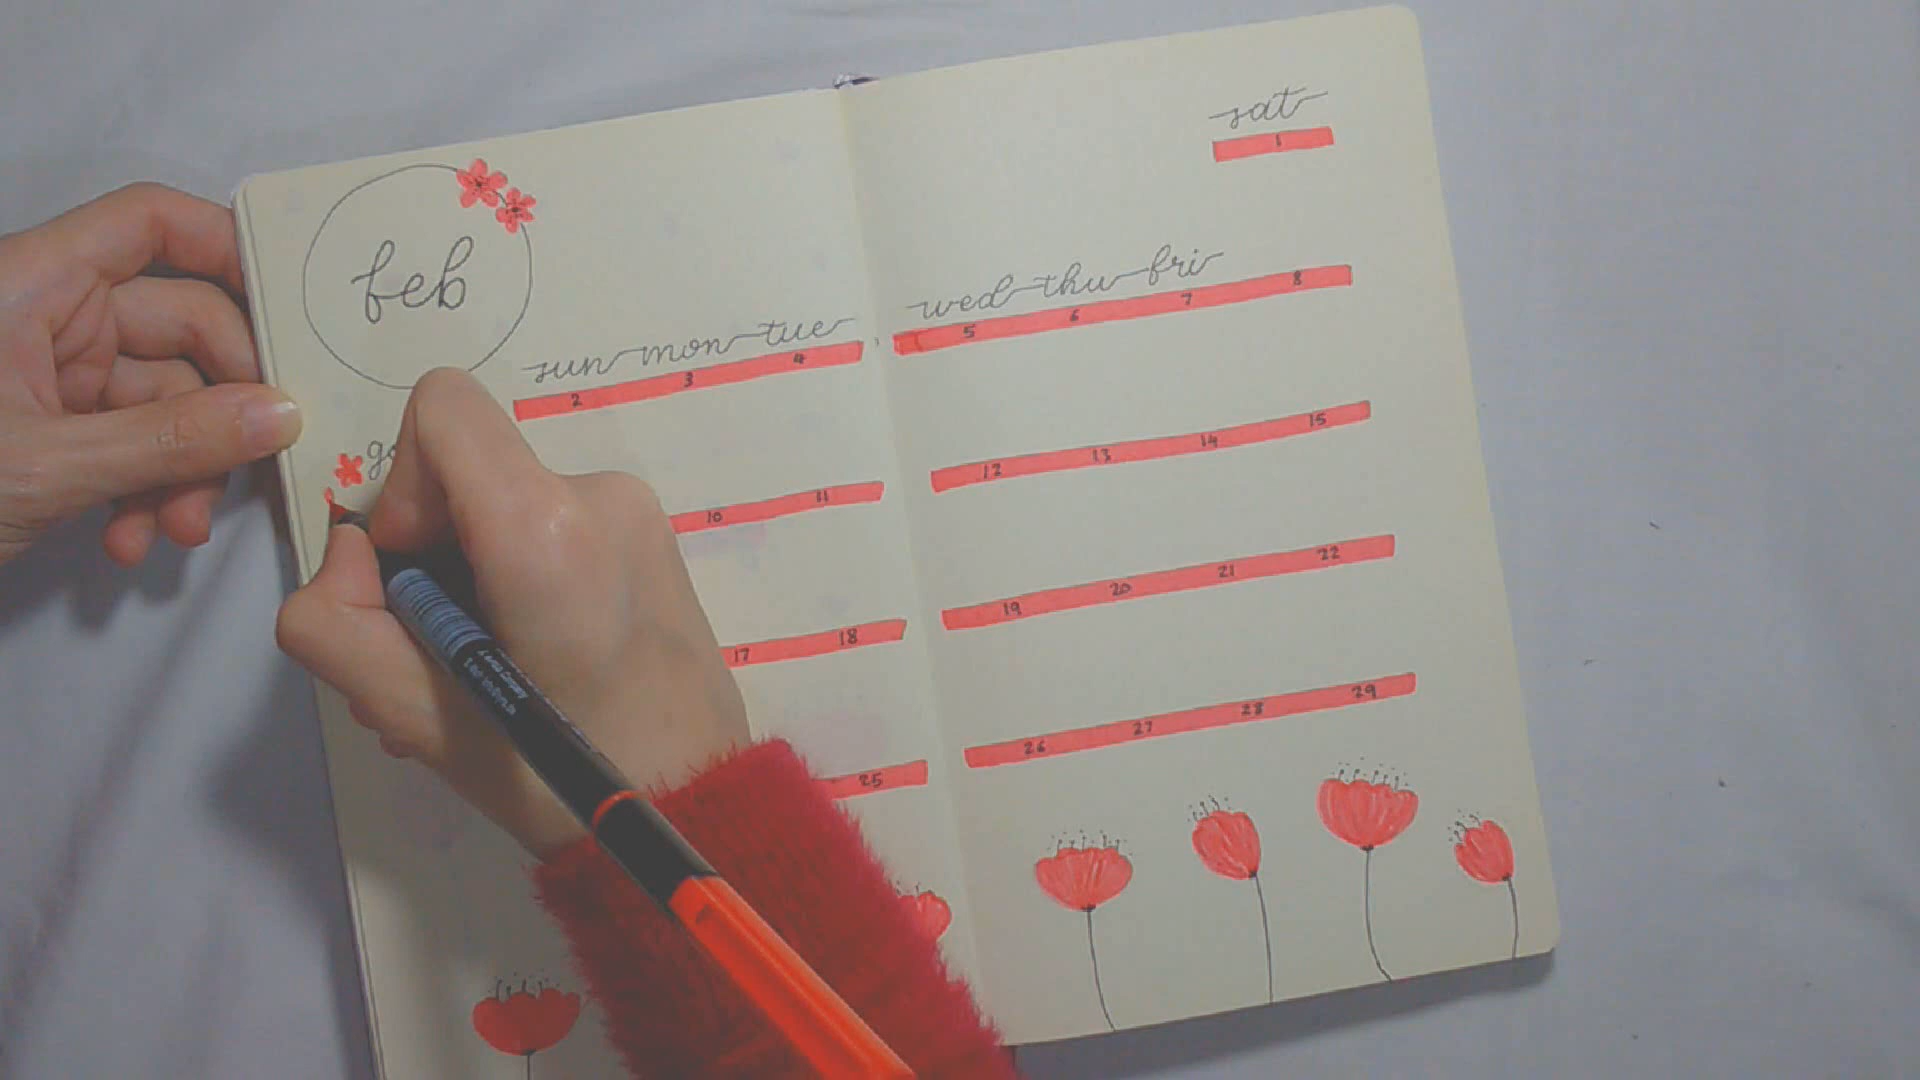 feb
sat
1
sun mon tue wed thu fri
2 3 4 5 6 7 8
10 11 12 13 14 15
17 18 19 20 21 22
25 26 27 28 29